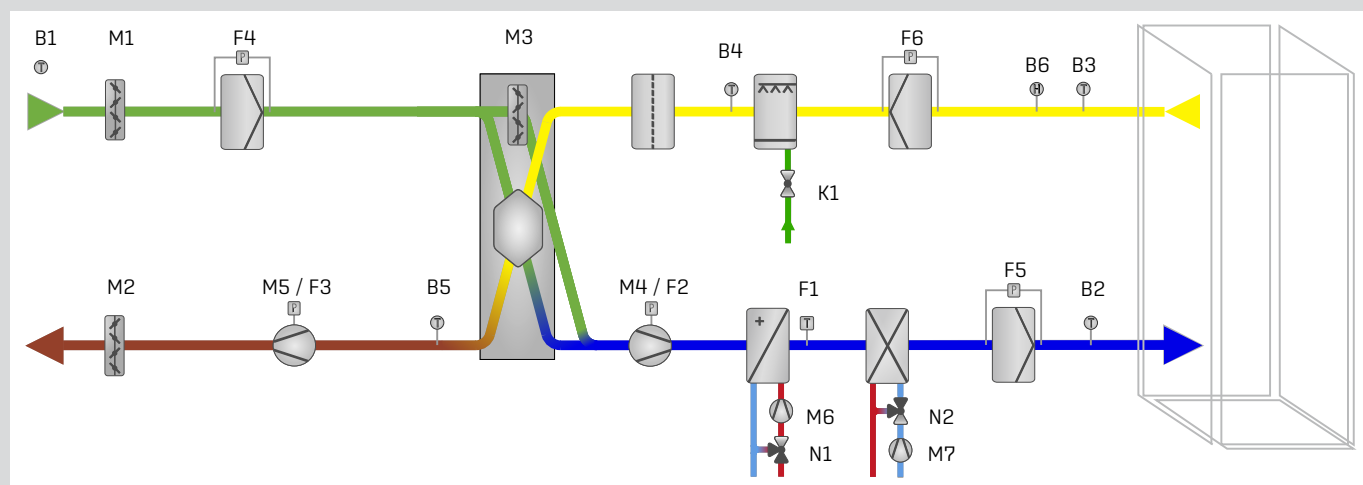 B1 M1 F4 M3 B4 F6 B6 B3
P P
T T H T
K1
M2 M5 / F3 B5 M4 / F2 F1 F5 B2
P T P T P T
+
M6 N2
N1 M7